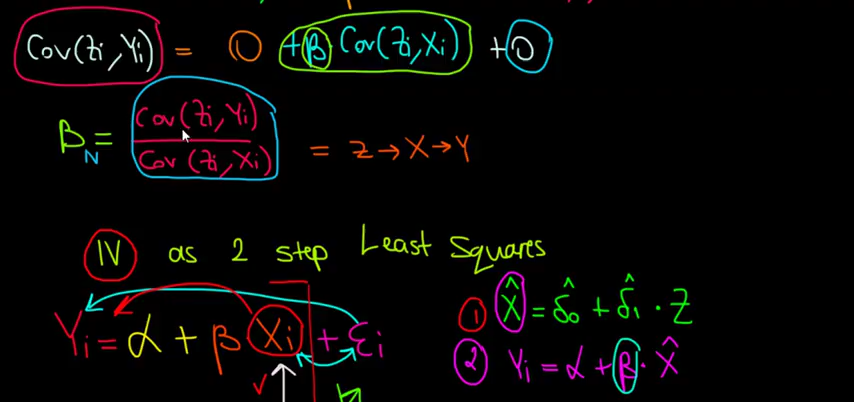 Cov(Zi,Yi) = 0 +β Cov(Zi,Xi) +0
β_N = Cov(Zi,Yi) / Cov(Zi,Xi) = Z→X→Y
IV as 2 step Least Squares
Yi = α + β Xi + εi
① X̂ = δ̂₀ + δ̂₁ · Z
② Yi = α + β · X̂